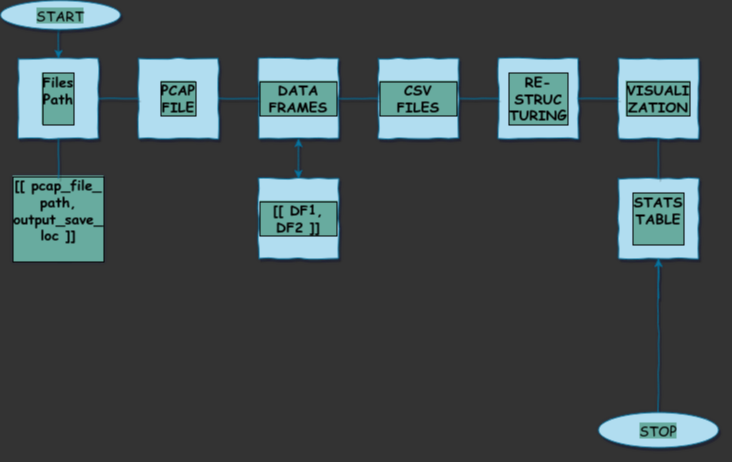 START
Files
Path
PCAP
FILE
DATA
FRAMES
CSV
FILES
RE-
STRUC
TURING
VISUALI
ZATION
[[ pcap_file_
path,
output_save_
loc ]]
[[ DF1,
DF2 ]]
STATS
TABLE
STOP